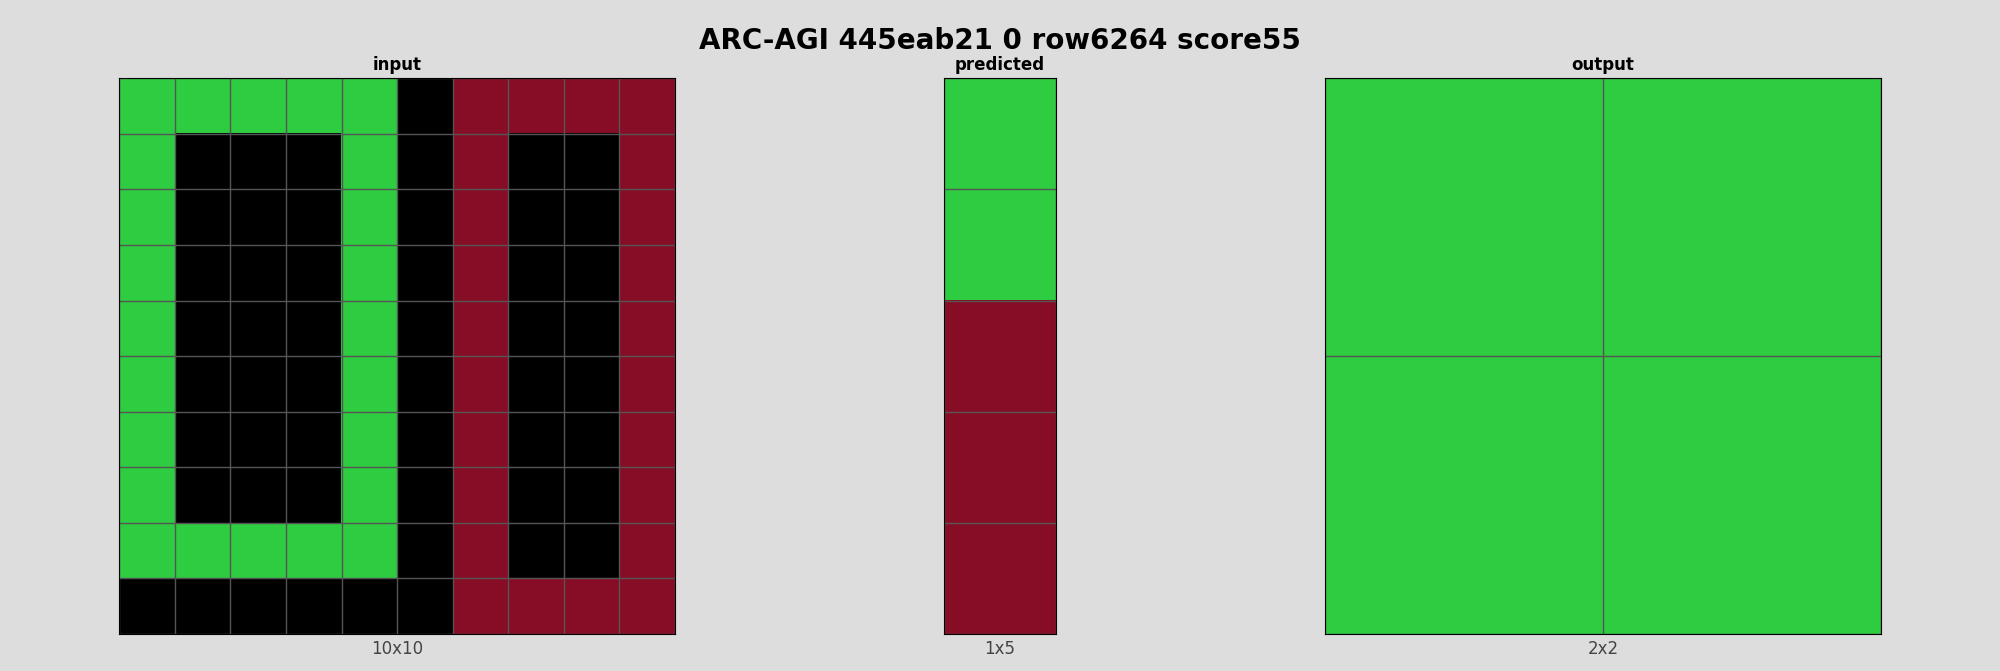 ARC-AGI 445eab21 0 row6264 score55
input
predicted
output
10x10
1x5
2x2